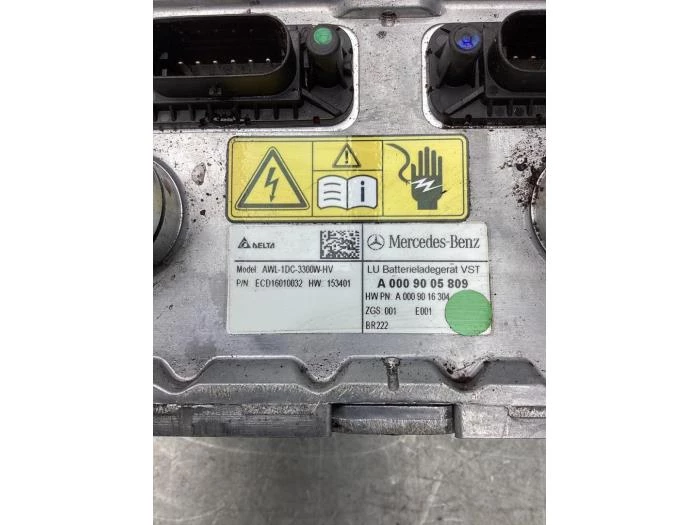 DELTA
Model AWL-1DC-3300W-HV
P/N: ECD16010032 HW: 153401
Mercedes-Benz
LU Batterieladegerät VST
A 000 90 05 809
HW PN: A 000 90 16 304
ZGS: 001 E001
BR222